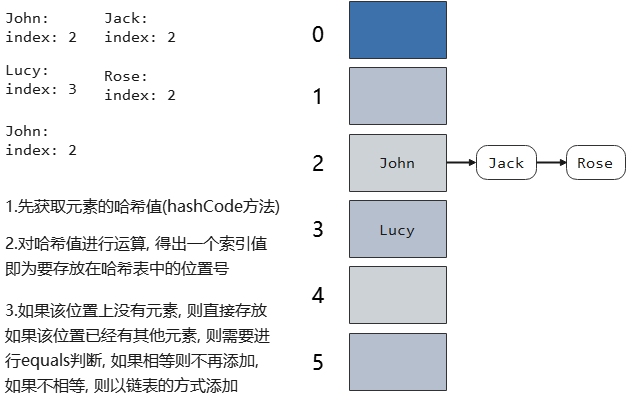 John:
index: 2
Jack:
index: 2
Lucy:
index: 3
Rose:
index: 2
John:
index: 2
1.先获取元素的哈希值(hashCode方法)
2.对哈希值进行运算, 得出一个索引值
即为要存放在哈希表中的位置号
3.如果该位置上没有元素, 则直接存放
如果该位置已经有其他元素, 则需要进
行equals判断, 如果相等则不再添加,
如果不相等, 则以链表的方式添加
0
1
2
John
Jack
Rose
3
Lucy
4
5